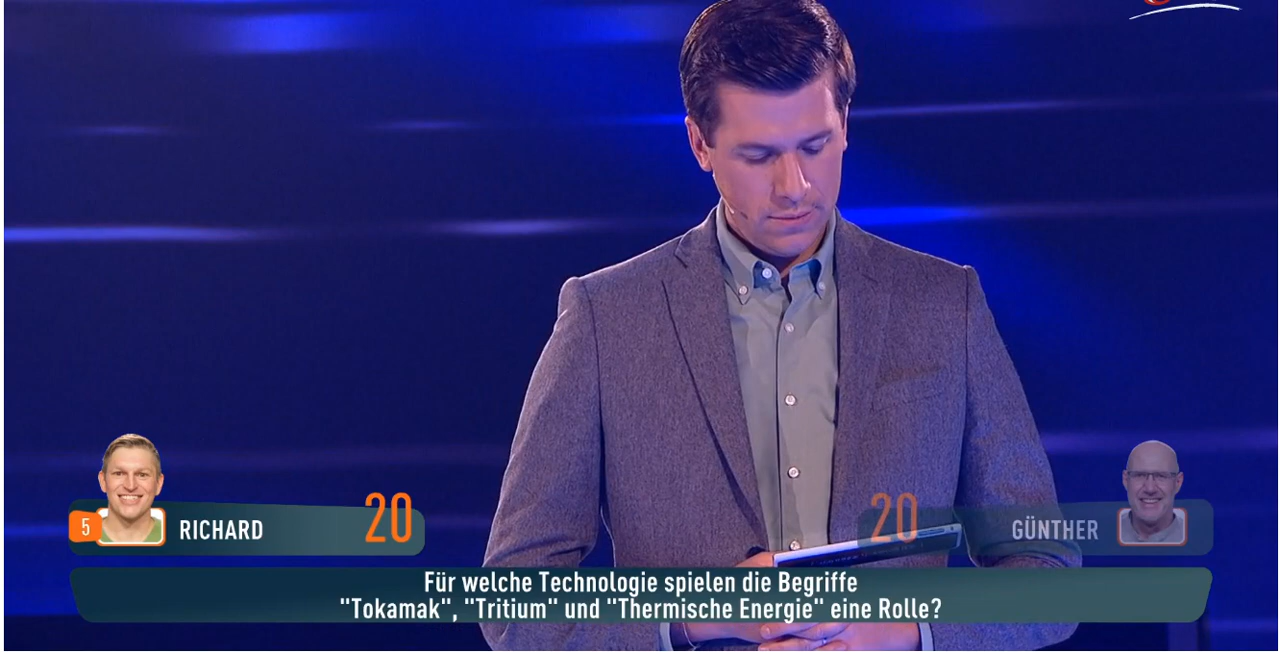 5 RICHARD 20
20 GÜNTHER
Für welche Technologie spielen die Begriffe
"Tokamak", "Tritium" und "Thermische Energie" eine Rolle?